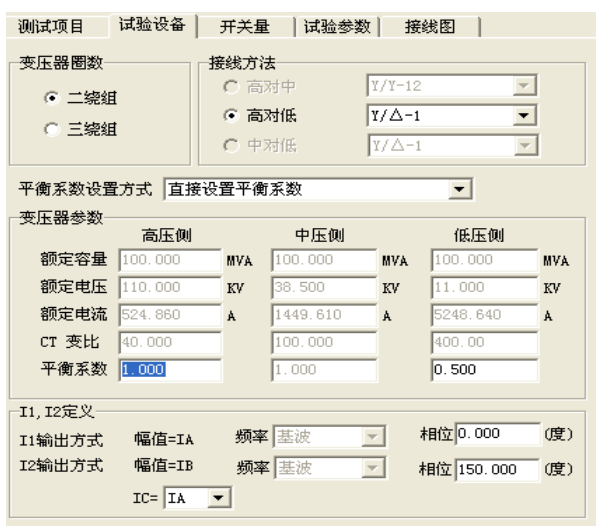 测试项目 试验设备 开关量 试验参数 接线图
变压器圈数 接线方法
二绕组 高对中 Y/Y-12
三绕组 高对低 Y/△-1
中对低 Y/△-1
平衡系数设置方式 直接设置平衡系数
变压器参数
高压侧 中压侧 低压侧
额定容量 100.000 MVA 100.000 MVA 100.000 MVA
额定电压 110.000 KV 38.500 KV 11.000 KV
额定电流 524.860 A 1449.610 A 5248.640 A
CT 变比 40.000 100.000 400.00
平衡系数 1.000 1.000 0.500
I1,I2定义
I1输出方式 幅值=IA 频率 基波 相位 0.000 (度)
I2输出方式 幅值=IB 频率 基波 相位 150.000 (度)
IC= IA